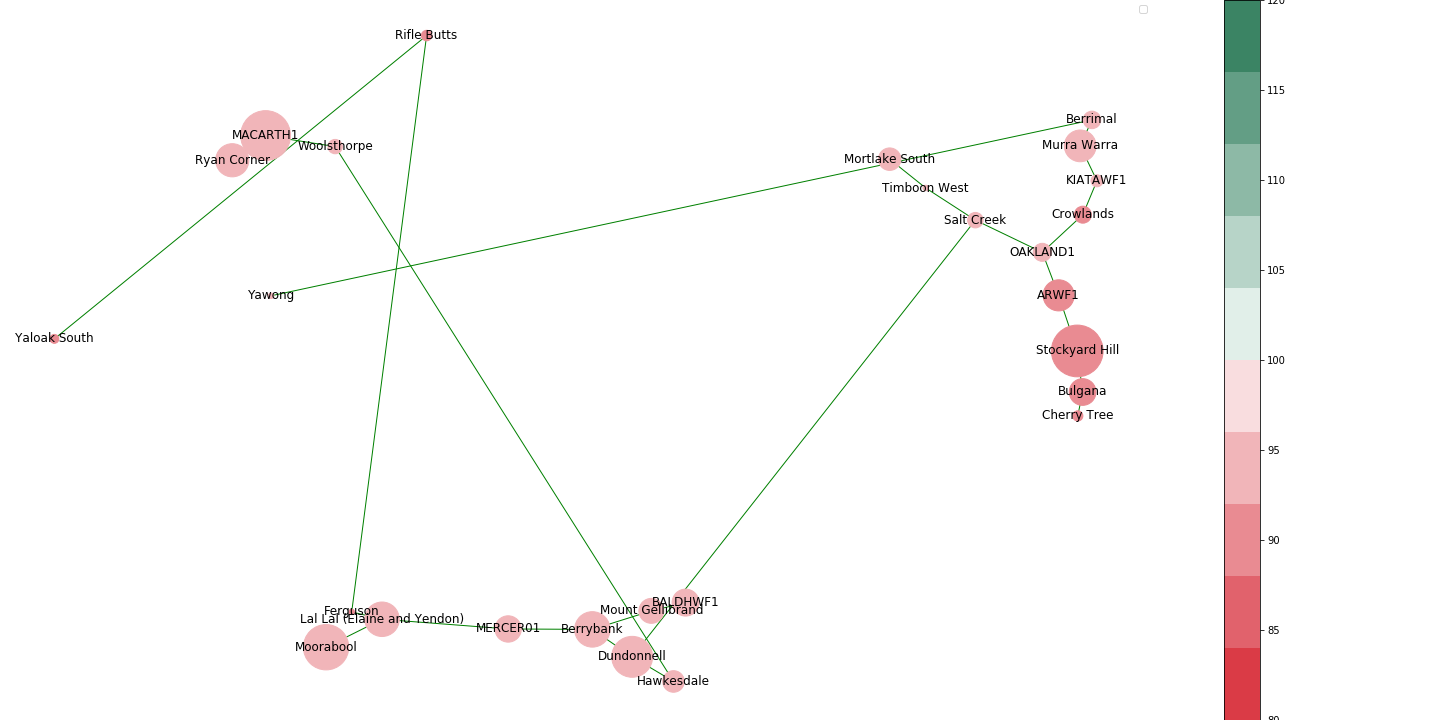 120
Rifle Butts
115
Berrimal
MACARTH1
Woolsthorpe
Murra Warra
Ryan Corner
Mortlake South
110
KIATAWF1
Timboon West
Crowlands
Salt Creek
OAKLAND1
105
Yawong
ARWF1
Yaloak South
Stockyard Hill
100
Bulgana
Cherry Tree
95
90
BALDHWF1
Mount Gellibrand
Ferguson
Lal Lal (Elaine and Yendon)
MERCER01
Berrybank
85
Moorabool
Dundonnell
Hawkesdale
80